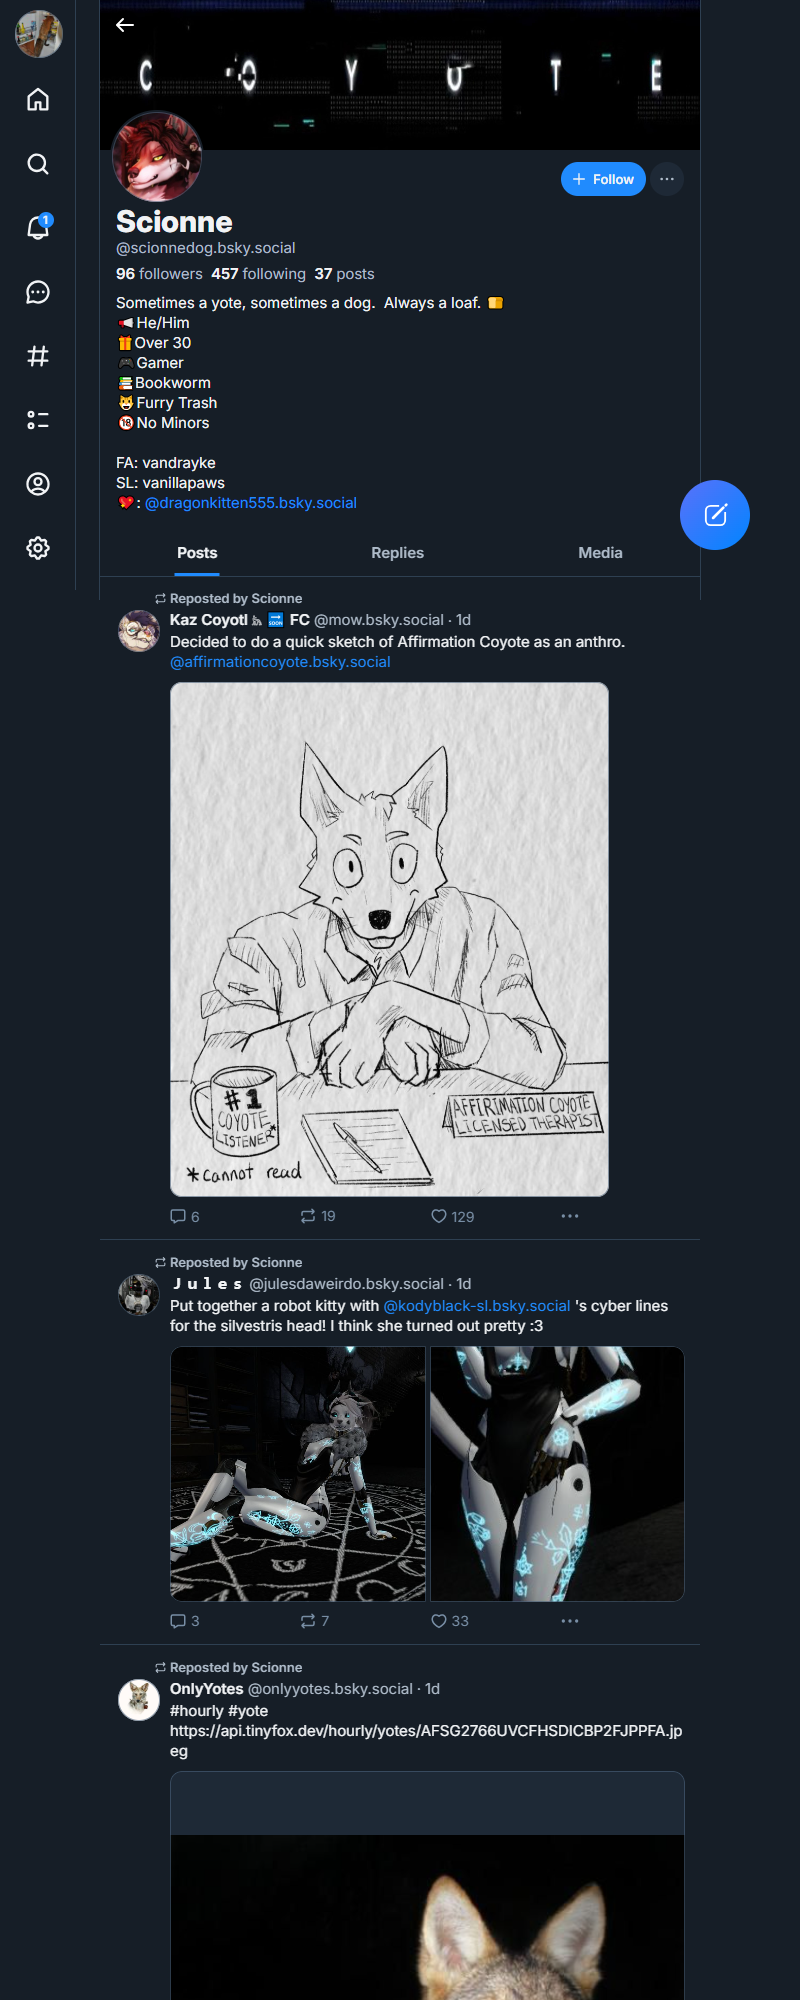 C O Y O T E
+ Follow
Scionne
@scionnedog.bsky.social
96 followers 457 following 37 posts
Sometimes a yote, sometimes a dog. Always a loaf. 🍞
📢He/Him
🎁Over 30
🎮Gamer
📚Bookworm
😺Furry Trash
🔞No Minors
FA: vandrayke
SL: vanillapaws
💖: @dragonkitten555.bsky.social
1
Posts Replies Media
Reposted by Scionne
Kaz Coyotl 🔜 FC @mow.bsky.social · 1d
Decided to do a quick sketch of Affirmation Coyote as an anthro.
@affirmationcoyote.bsky.social
#1
COYOTE
LISTENER*
*cannot read
AFFIRIMATION COYOTE
LICENSED THERAPIST
6 19 129
Reposted by Scionne
J u l e s @julesdaweirdo.bsky.social · 1d
Put together a robot kitty with @kodyblack-sl.bsky.social 's cyber lines
for the silvestris head! I think she turned out pretty :3
3 7 33
Reposted by Scionne
OnlyYotes @onlyyotes.bsky.social · 1d
#hourly #yote
https://api.tinyfox.dev/hourly/yotes/AFSG2766UVCFHSDICBP2FJPPFA.jp
eg